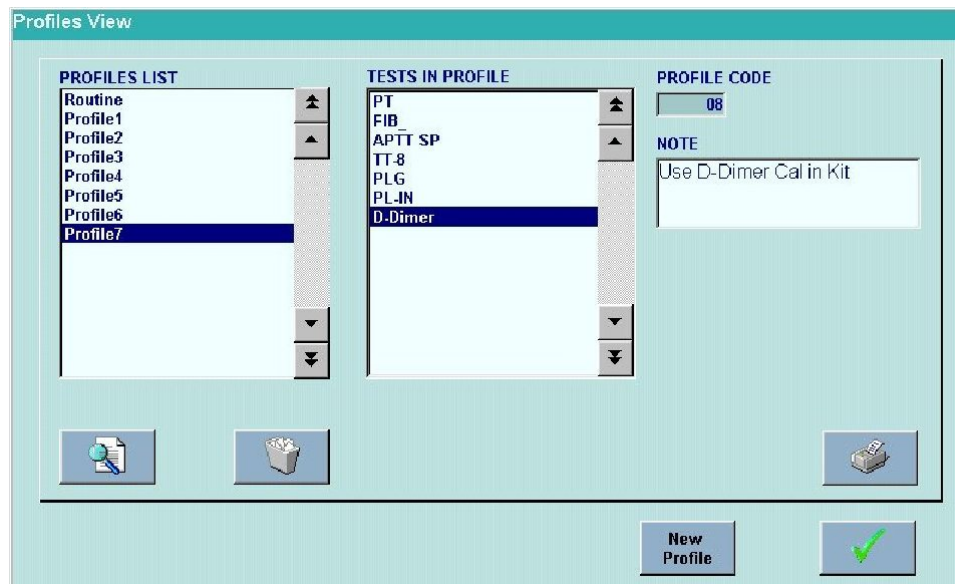 Profiles View
PROFILES LIST
Routine
Profile1
Profile2
Profile3
Profile4
Profile5
Profile6
Profile7
TESTS IN PROFILE
PT
FIB_
APTT SP
TT-8
PLG
PL-IN
D-Dimer
PROFILE CODE
08
NOTE
Use D-Dimer Cal in Kit
New
Profile